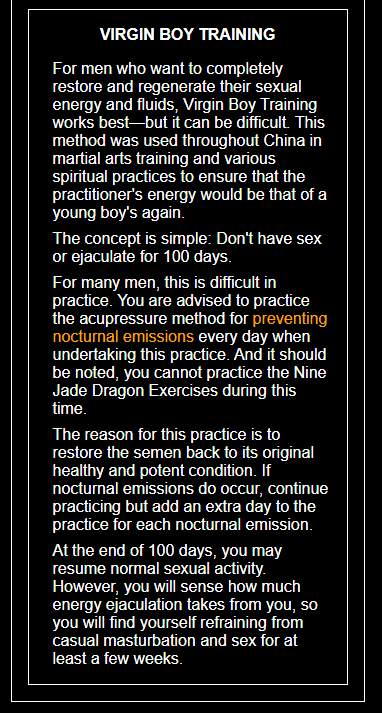 VIRGIN BOY TRAINING
For men who want to completely
restore and regenerate their sexual
energy and fluids, Virgin Boy Training
works best—but it can be difficult. This
method was used throughout China in
martial arts training and various
spiritual practices to ensure that the
practitioner's energy would be that of a
young boy's again.
The concept is simple: Don't have sex
or ejaculate for 100 days.
For many men, this is difficult in
practice. You are advised to practice
the acupressure method for preventing
nocturnal emissions every day when
undertaking this practice. And it should
be noted, you cannot practice the Nine
Jade Dragon Exercises during this
time.
The reason for this practice is to
restore the semen back to its original
healthy and potent condition. If
nocturnal emissions do occur, continue
practicing but add an extra day to the
practice for each nocturnal emission.
At the end of 100 days, you may
resume normal sexual activity.
However, you will sense how much
energy ejaculation takes from you, so
you will find yourself refraining from
casual masturbation and sex for at
least a few weeks.